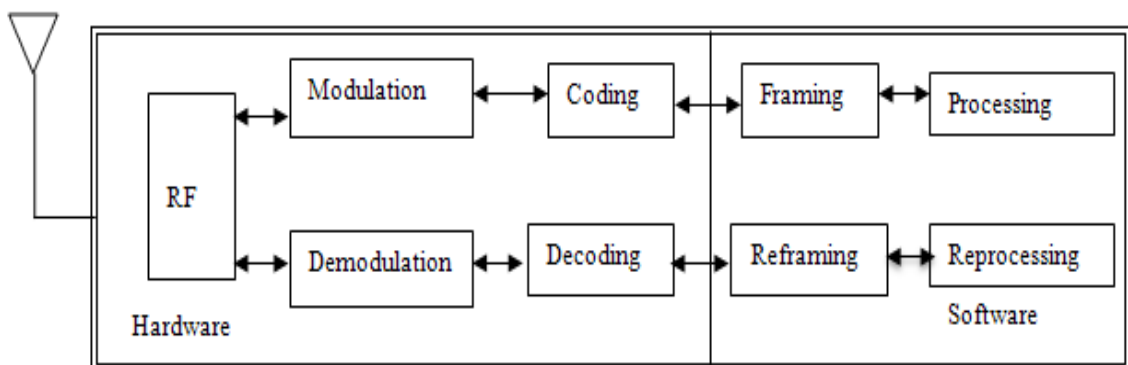 Modulation
Coding
Framing
Processing
RF
Demodulation
Decoding
Reframing
Reprocessing
Hardware
Software